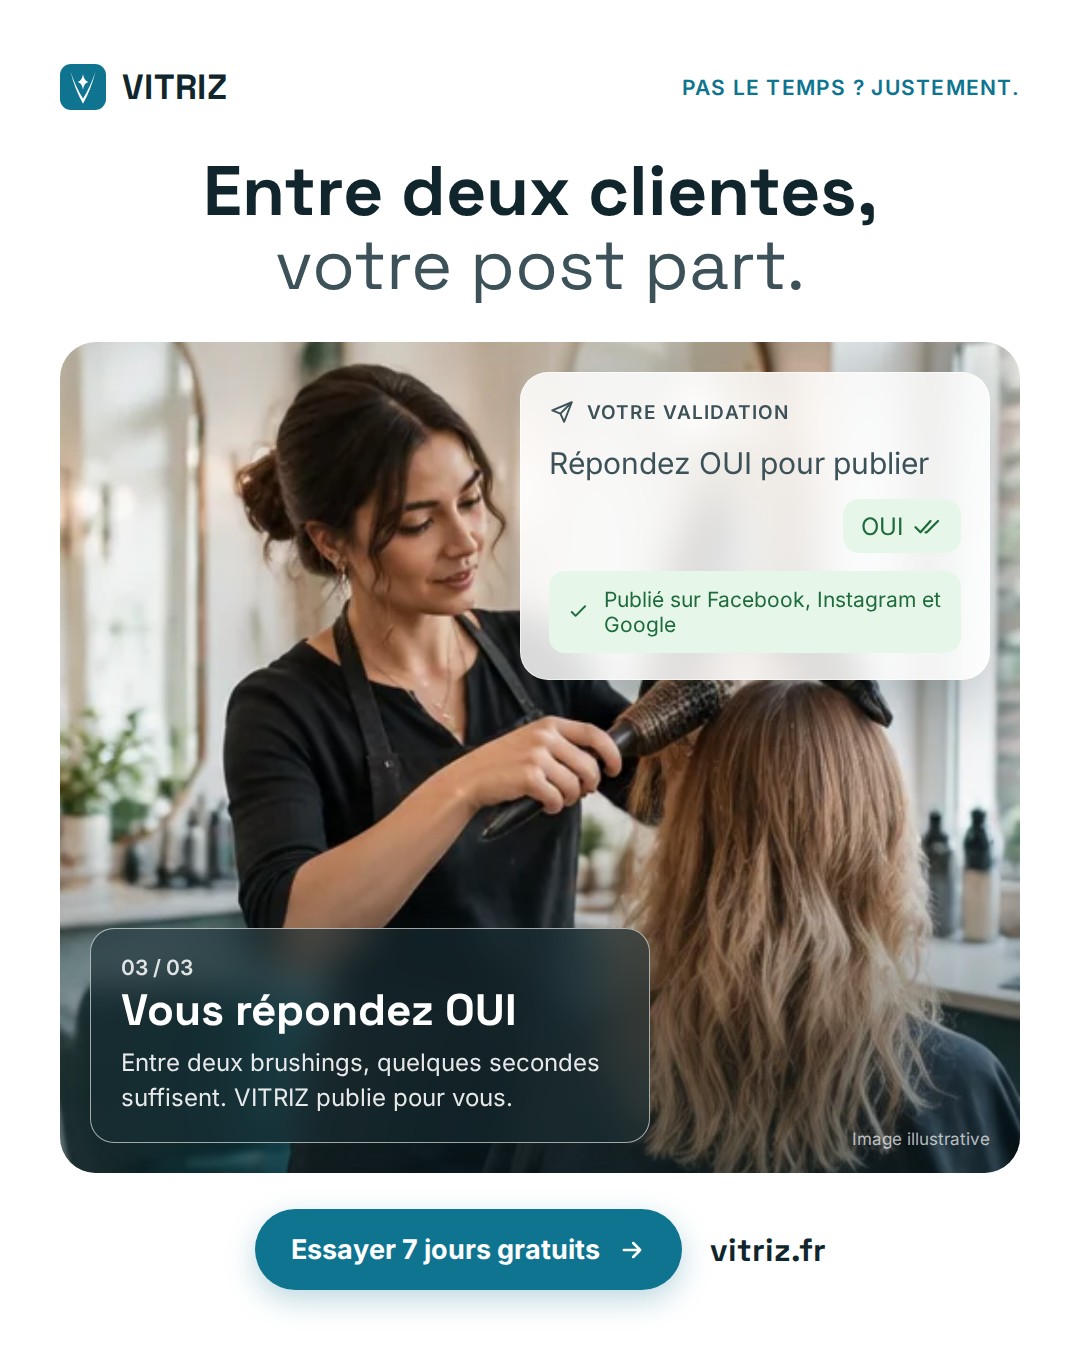 VITRIZ
PAS LE TEMPS ? JUSTEMENT.
Entre deux clientes,
votre post part.
VOTRE VALIDATION
Répondez OUI pour publier
OUI
Publié sur Facebook, Instagram et
Google
03 / 03
Vous répondez OUI
Entre deux brushings, quelques secondes
suffisent. VITRIZ publie pour vous.
Image illustrative
Essayer 7 jours gratuits →
vitriz.fr